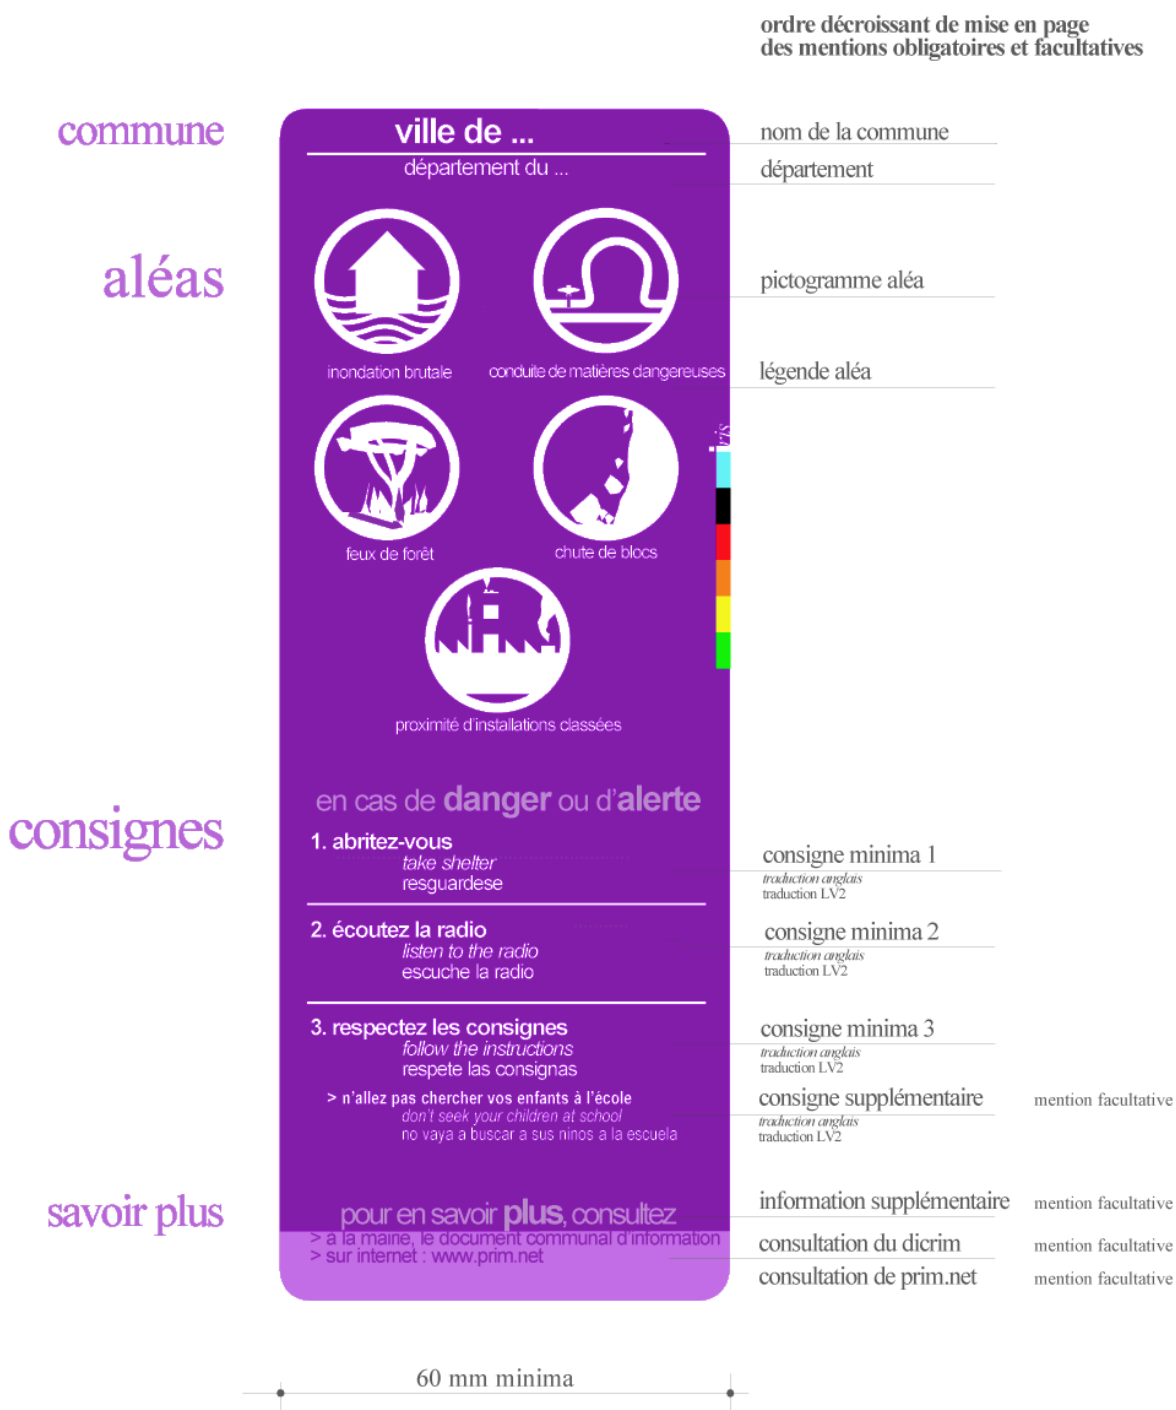 ordre décroissant de mise en page
des mentions obligatoires et facultatives
commune
ville de ...
nom de la commune
département du ...
département
aléas
pictogramme aléa
inondation brutale
conduite de matières dangereuses
légende aléa
iris
feux de forêt
chute de blocs
proximité d'installations classées
en cas de danger ou d'alerte
consignes
1. abritez-vous
take shelter
resguardese
consigne minima 1
traduction anglais
traduction LV2
2. écoutez la radio
listen to the radio
escuche la radio
consigne minima 2
traduction anglais
traduction LV2
3. respectez les consignes
follow the instructions
respete las consignas
consigne minima 3
traduction anglais
traduction LV2
> n'allez pas chercher vos enfants à l'école
don't seek your children at school
no vaya a buscar a sus ninos a la escuela
consigne supplémentaire
mention facultative
traduction anglais
traduction LV2
savoir plus
pour en savoir plus, consultez
information supplémentaire
mention facultative
> à la mairie, le document communal d'information
> sur internet : www.prim.net
consultation du dicrim
mention facultative
consultation de prim.net
mention facultative
60 mm minima